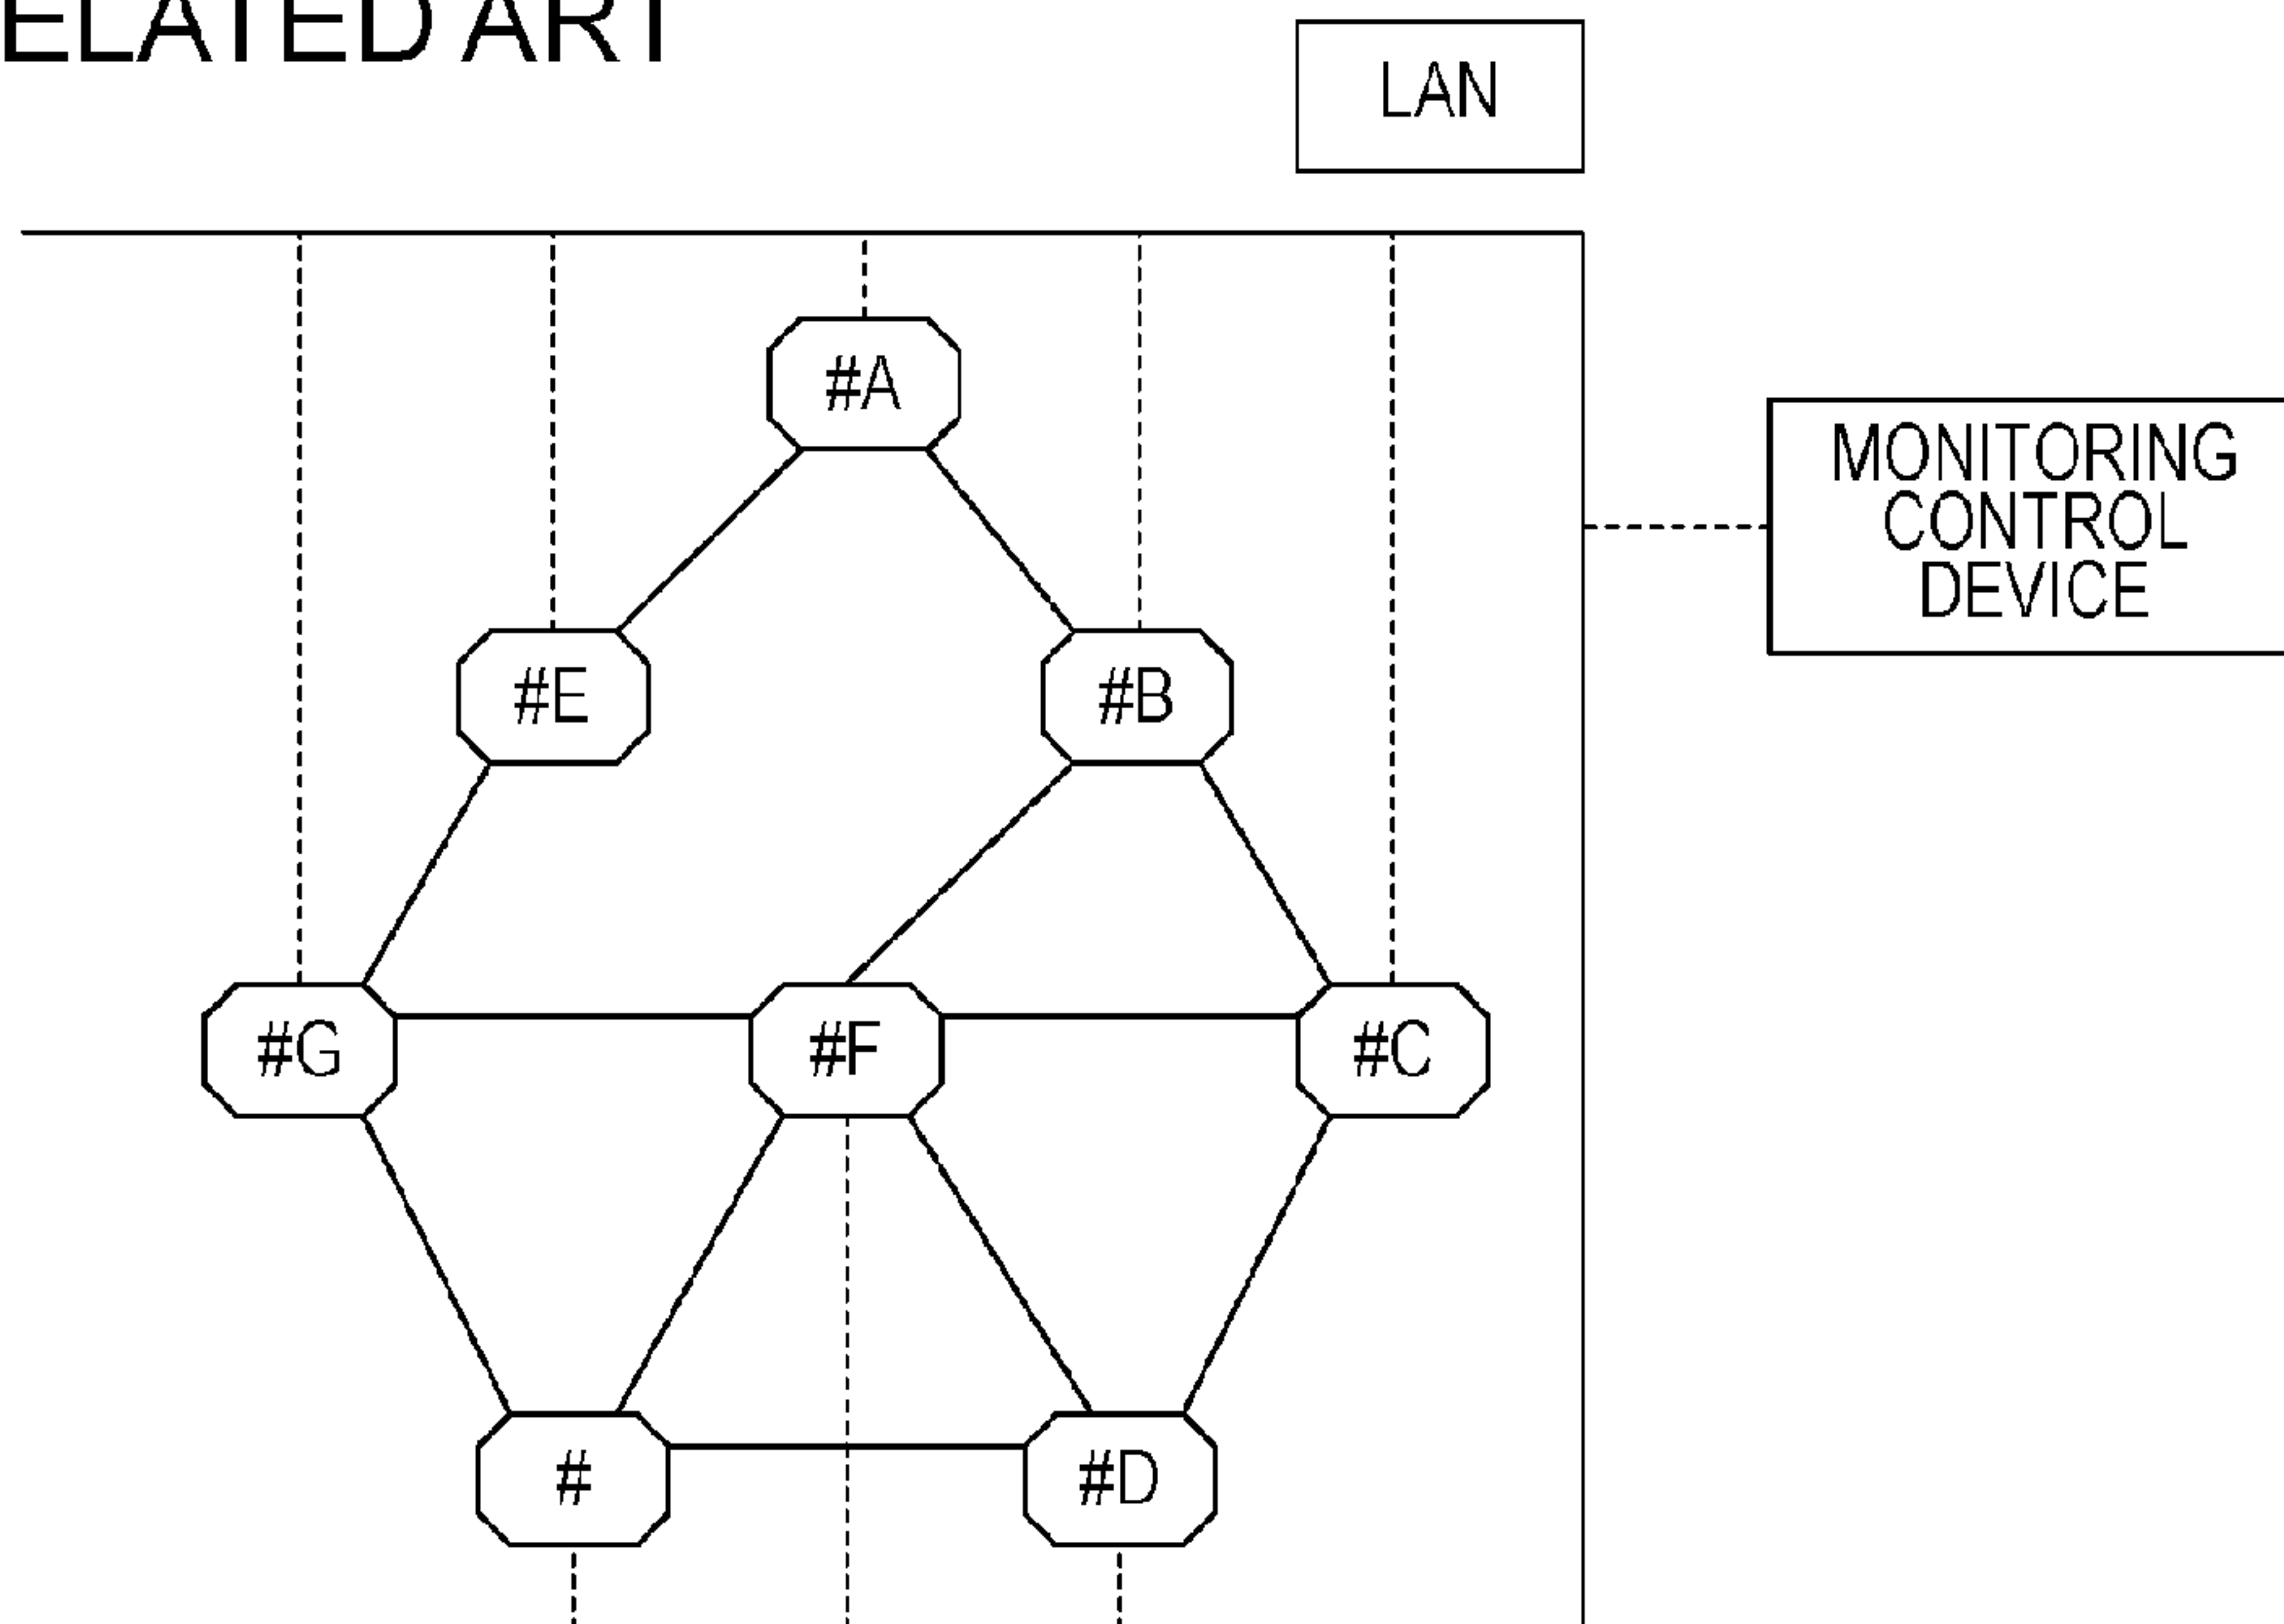 ELATED ART
LAN
#A
MONITORING
CONTROL
DEVICE
#E
#B
#G
#F
#C
#
#D